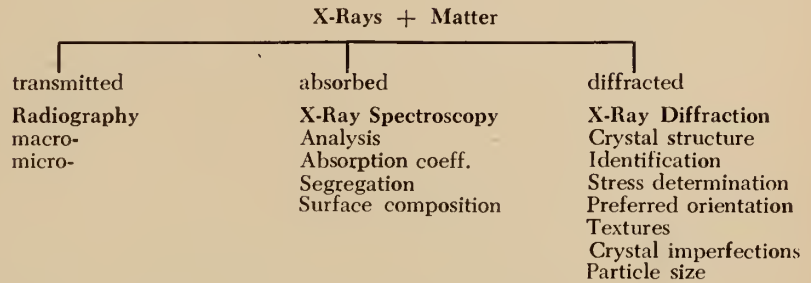 X-Rays + Matter
transmitted
Radiography
macro-
micro-
absorbed
X-Ray Spectroscopy
Analysis
Absorption coeff.
Segregation
Surface composition
diffracted
X-Ray Diffraction
Crystal structure
Identification
Stress determination
Preferred orientation
Textures
Crystal imperfections
Particle size